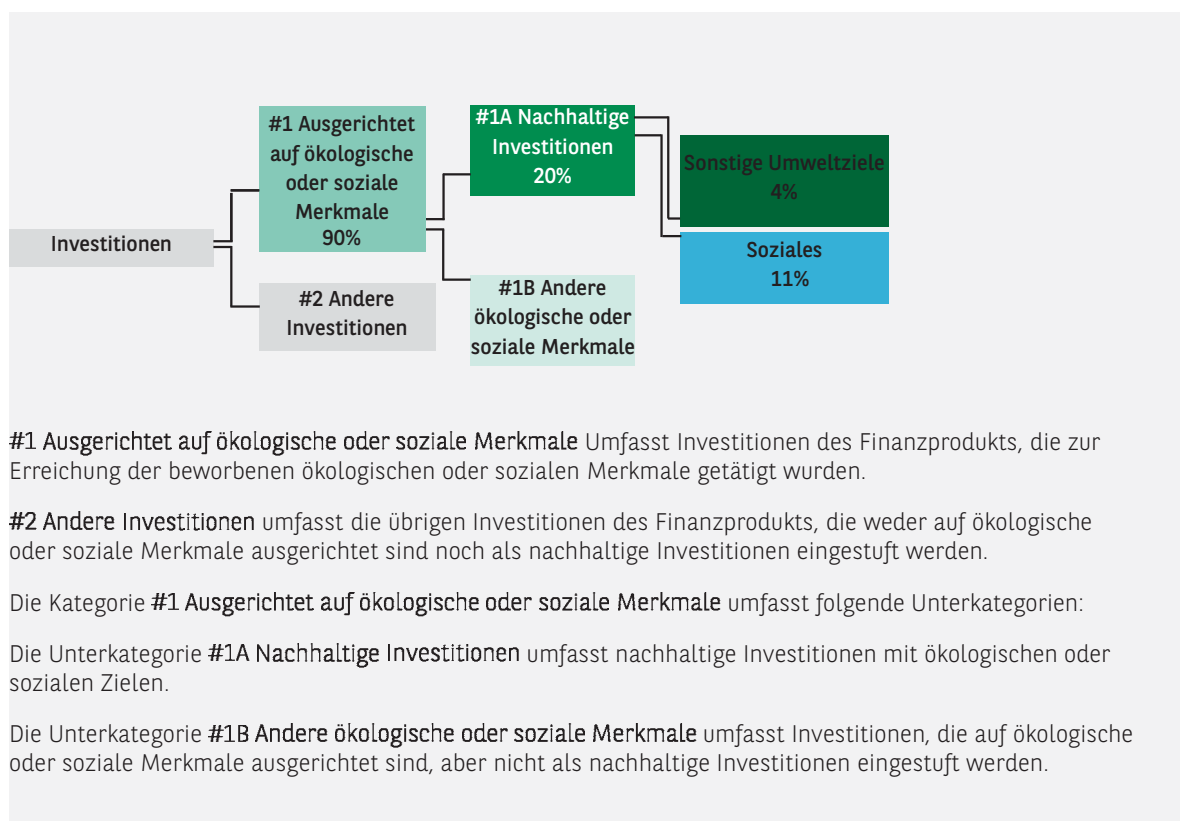 #1 Ausgerichtet
auf ökologische
oder soziale
Merkmale
90%
#1A Nachhaltige
Investitionen
20%
Sonstige Umweltziele
4%
Investitionen
Soziales
11%
#2 Andere
Investitionen
#1B Andere
ökologische oder
soziale Merkmale
#1 Ausgerichtet auf ökologische oder soziale Merkmale Umfasst Investitionen des Finanzprodukts, die zur
Erreichung der beworbenen ökologischen oder sozialen Merkmale getätigt wurden.
#2 Andere Investitionen umfasst die übrigen Investitionen des Finanzprodukts, die weder auf ökologische
oder soziale Merkmale ausgerichtet sind noch als nachhaltige Investitionen eingestuft werden.
Die Kategorie #1 Ausgerichtet auf ökologische oder soziale Merkmale umfasst folgende Unterkategorien:
Die Unterkategorie #1A Nachhaltige Investitionen umfasst nachhaltige Investitionen mit ökologischen oder
sozialen Zielen.
Die Unterkategorie #1B Andere ökologische oder soziale Merkmale umfasst Investitionen, die auf ökologische
oder soziale Merkmale ausgerichtet sind, aber nicht als nachhaltige Investitionen eingestuft werden.